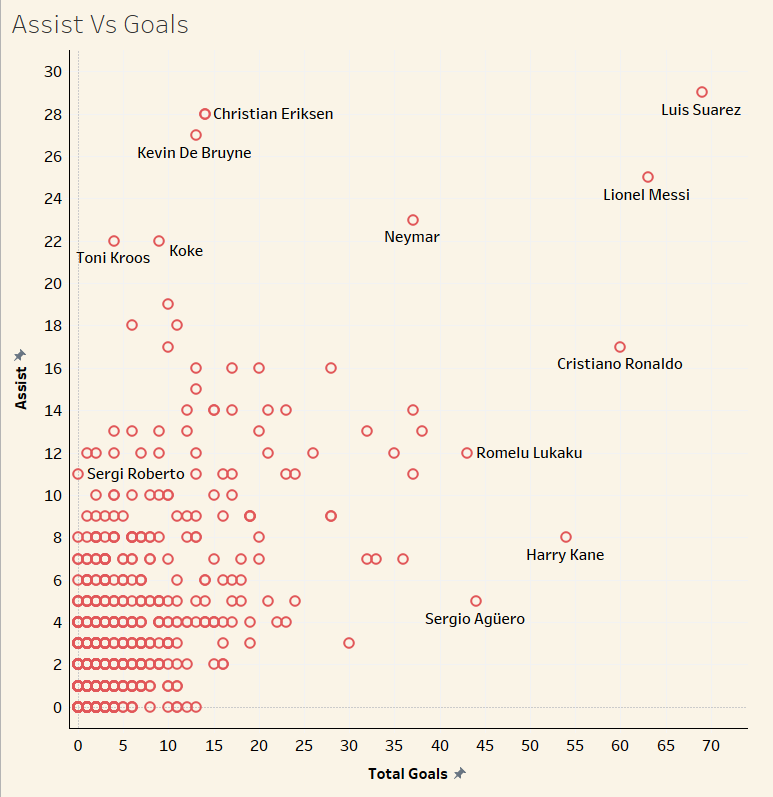 Assist Vs Goals
30
28
26
24
22
20
18
16
14
12
10
8
6
4
2
0
Assist
Christian Eriksen
Luis Suarez
Kevin De Bruyne
Lionel Messi
Neymar
Toni Kroos
Koke
Cristiano Ronaldo
Romelu Lukaku
Sergi Roberto
Harry Kane
Sergio Agüero
0 5 10 15 20 25 30 35 40 45 50 55 60 65 70
Total Goals